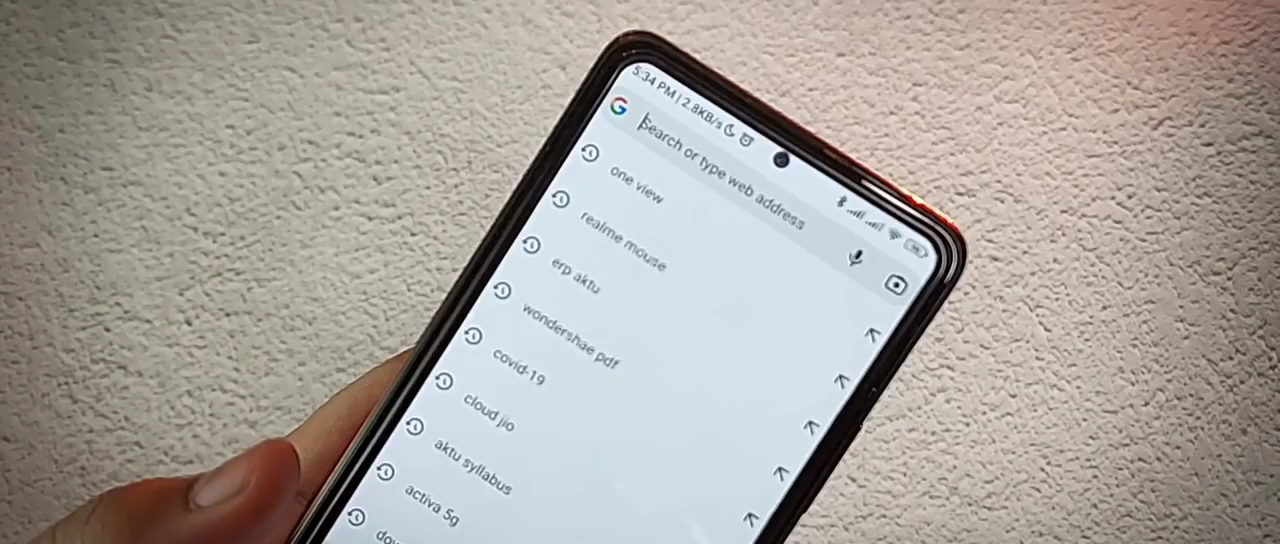 5:34 PM | 2.8KB/s
Search or type web address
one view
realme mouse
erp aktu
wondershae pdf
covid-19
cloud jio
aktu syllabus
activa 5g